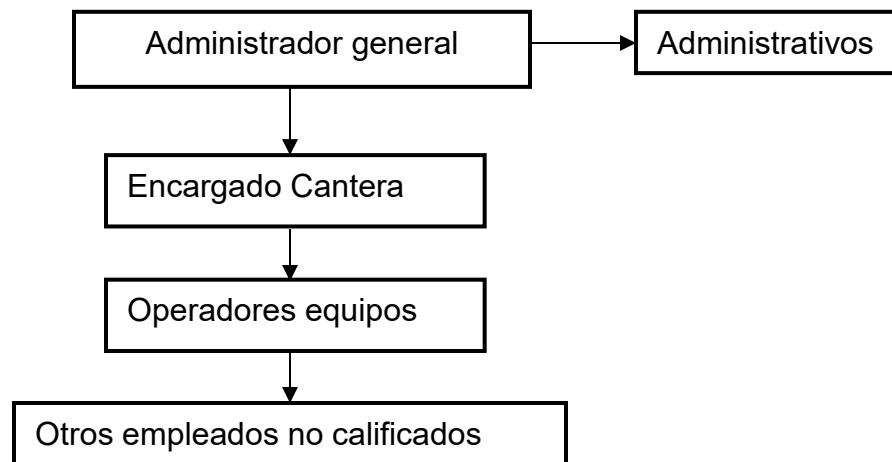 Administrador general
Administrativos
Encargado Cantera
Operadores equipos
Otros empleados no calificados